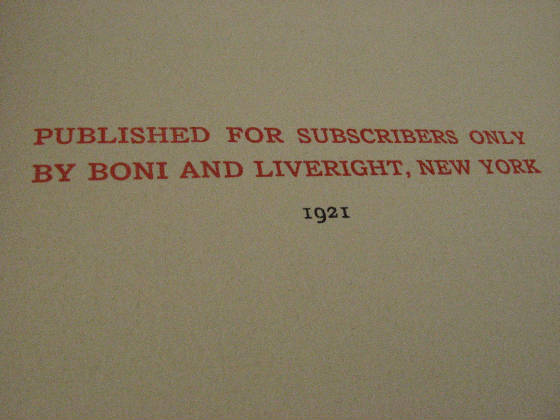 PUBLISHED FOR SUBSCRIBERS ONLY
BY BONI AND LIVERIGHT, NEW YORK
1921